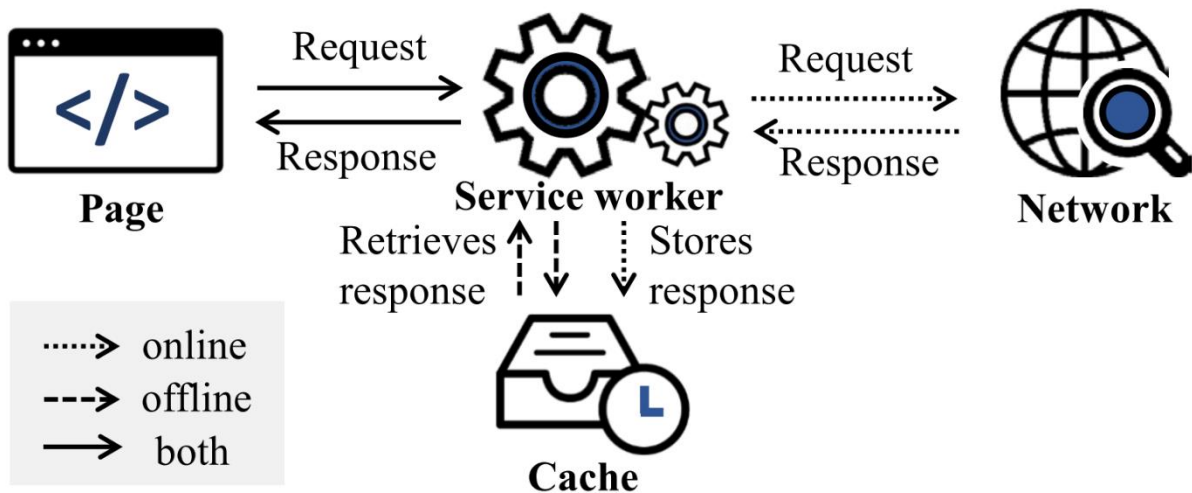 Request
Response
Request
Response
</>
Page
Service worker
Network
Retrieves
response
Stores
response
online
offline
both
Cache